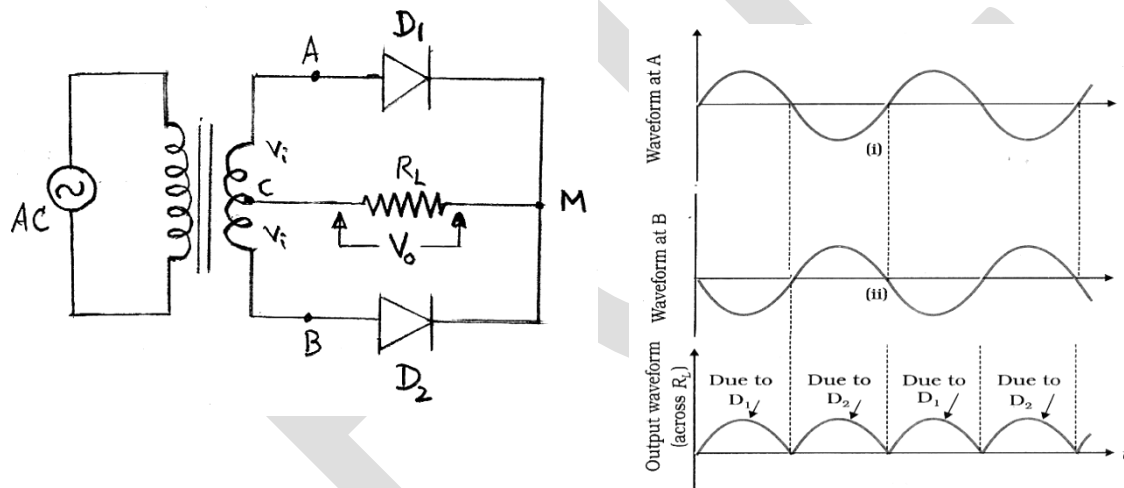 D1
A
Vi
C
RL
M
AC
Vi
Vo
B
D2
Waveform at A
(i)
Waveform at B
(ii)
Output waveform
(across RL)
Due to
D1
Due to
D2
Due to
D1
Due to
D2